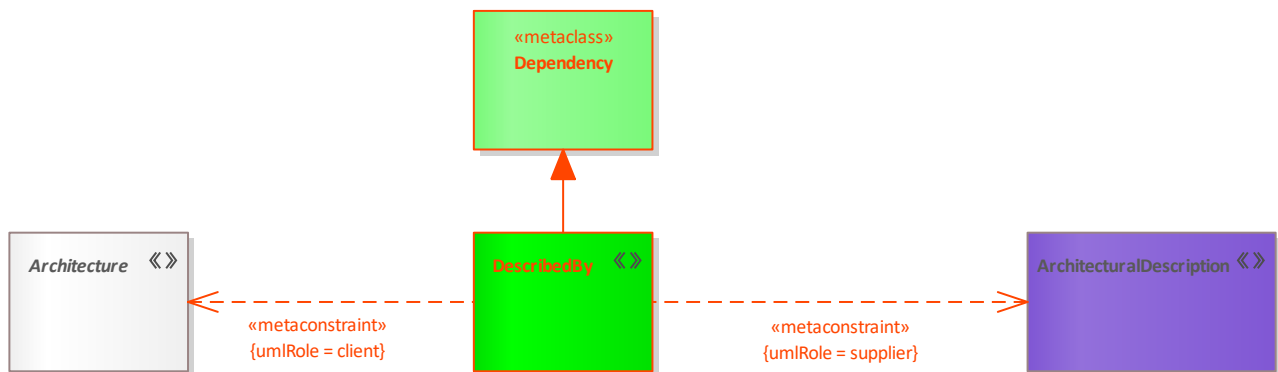 «metaclass»
Dependency
Architecture
«»
DescribedBy
«»
ArchitecturalDescription
«»
«metaconstraint»
{umlRole = client}
«metaconstraint»
{umlRole = supplier}